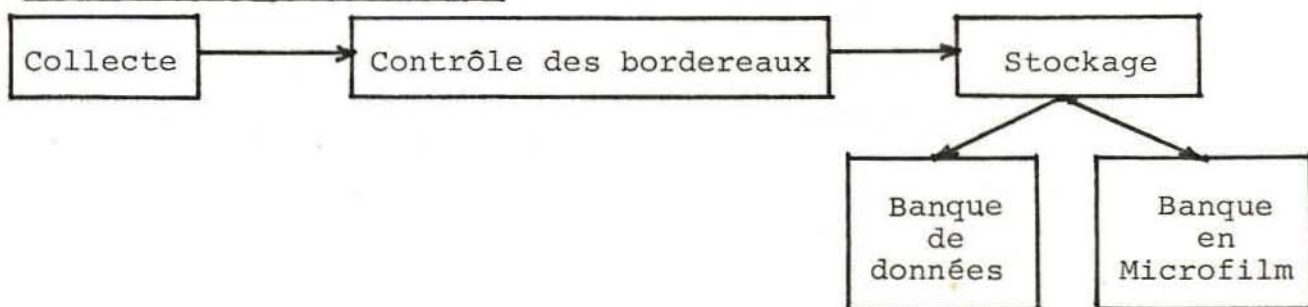 Collecte
Contrôle des bordereaux
Stockage
Banque
de
données
Banque
en
Microfilm